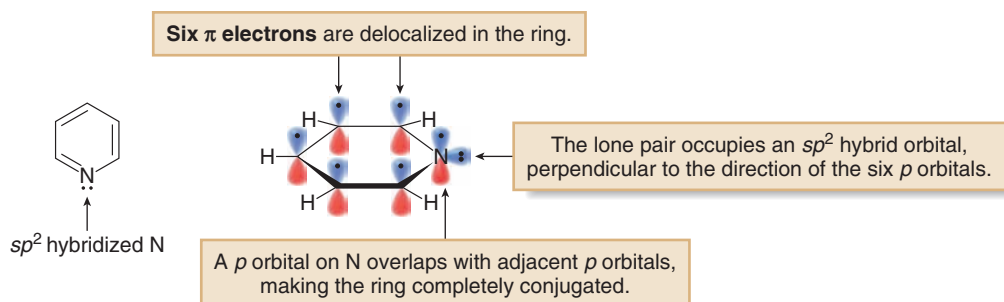 Six π electrons are delocalized in the ring.
H
H
H
N
The lone pair occupies an sp² hybrid orbital,
perpendicular to the direction of the six p orbitals.
N
H
H
sp² hybridized N
A p orbital on N overlaps with adjacent p orbitals,
making the ring completely conjugated.